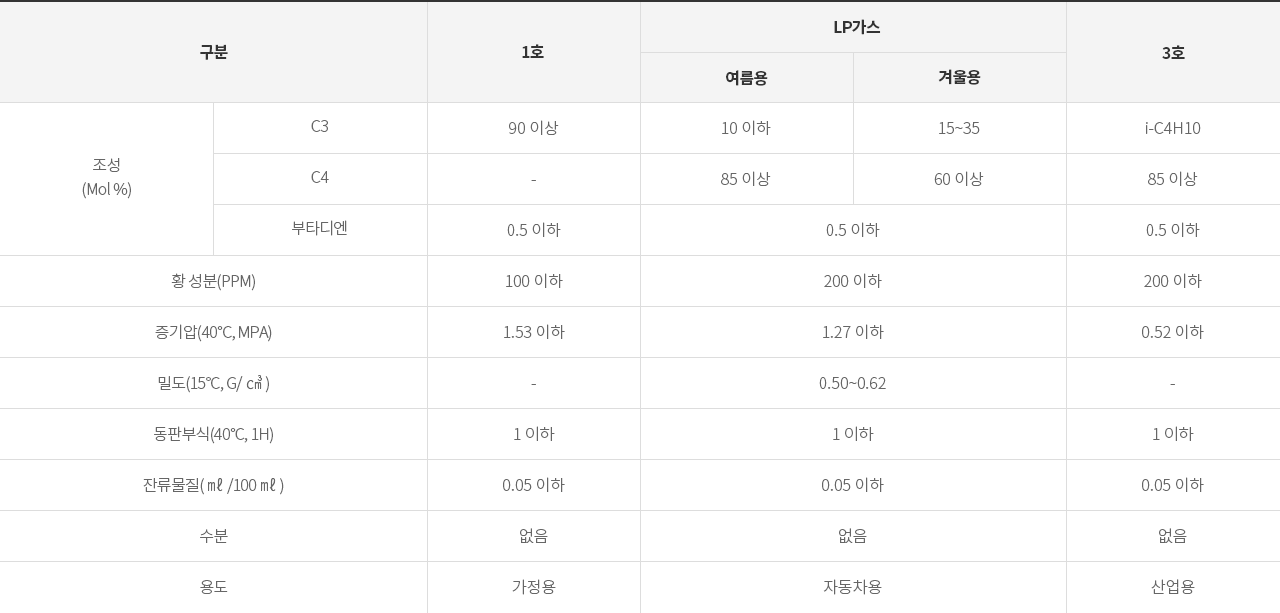 구분 1호 LP가스 3호
여름용 겨울용
조성
(Mol %)
C3 90 이상 10 이하 15~35 i-C4H10
C4 - 85 이상 60 이상 85 이상
부타디엔 0.5 이하 0.5 이하 0.5 이하
황 성분(PPM) 100 이하 200 이하 200 이하
증기압(40℃, MPA) 1.53 이하 1.27 이하 0.52 이하
밀도(15℃, G/ ㎤ ) - 0.50~0.62 -
동판부식(40℃, 1H) 1 이하 1 이하 1 이하
잔류물질( ㎖ /100 ㎖ ) 0.05 이하 0.05 이하 0.05 이하
수분 없음 없음 없음
용도 가정용 자동차용 산업용